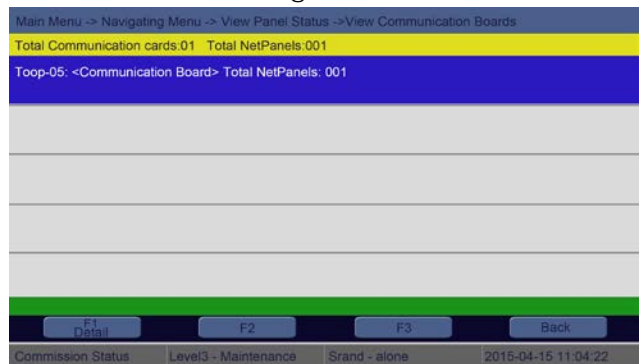 Main Menu -> Navigating Menu -> View Panel Status ->View Communication Boards
Total Communication cards:01 Total NetPanels:001
Toop-05: <Communication Board> Total NetPanels: 001
F1
Detail
F2
F3
Back
Commission Status Level3 - Maintenance Srand - alone 2015-04-15 11:04:22